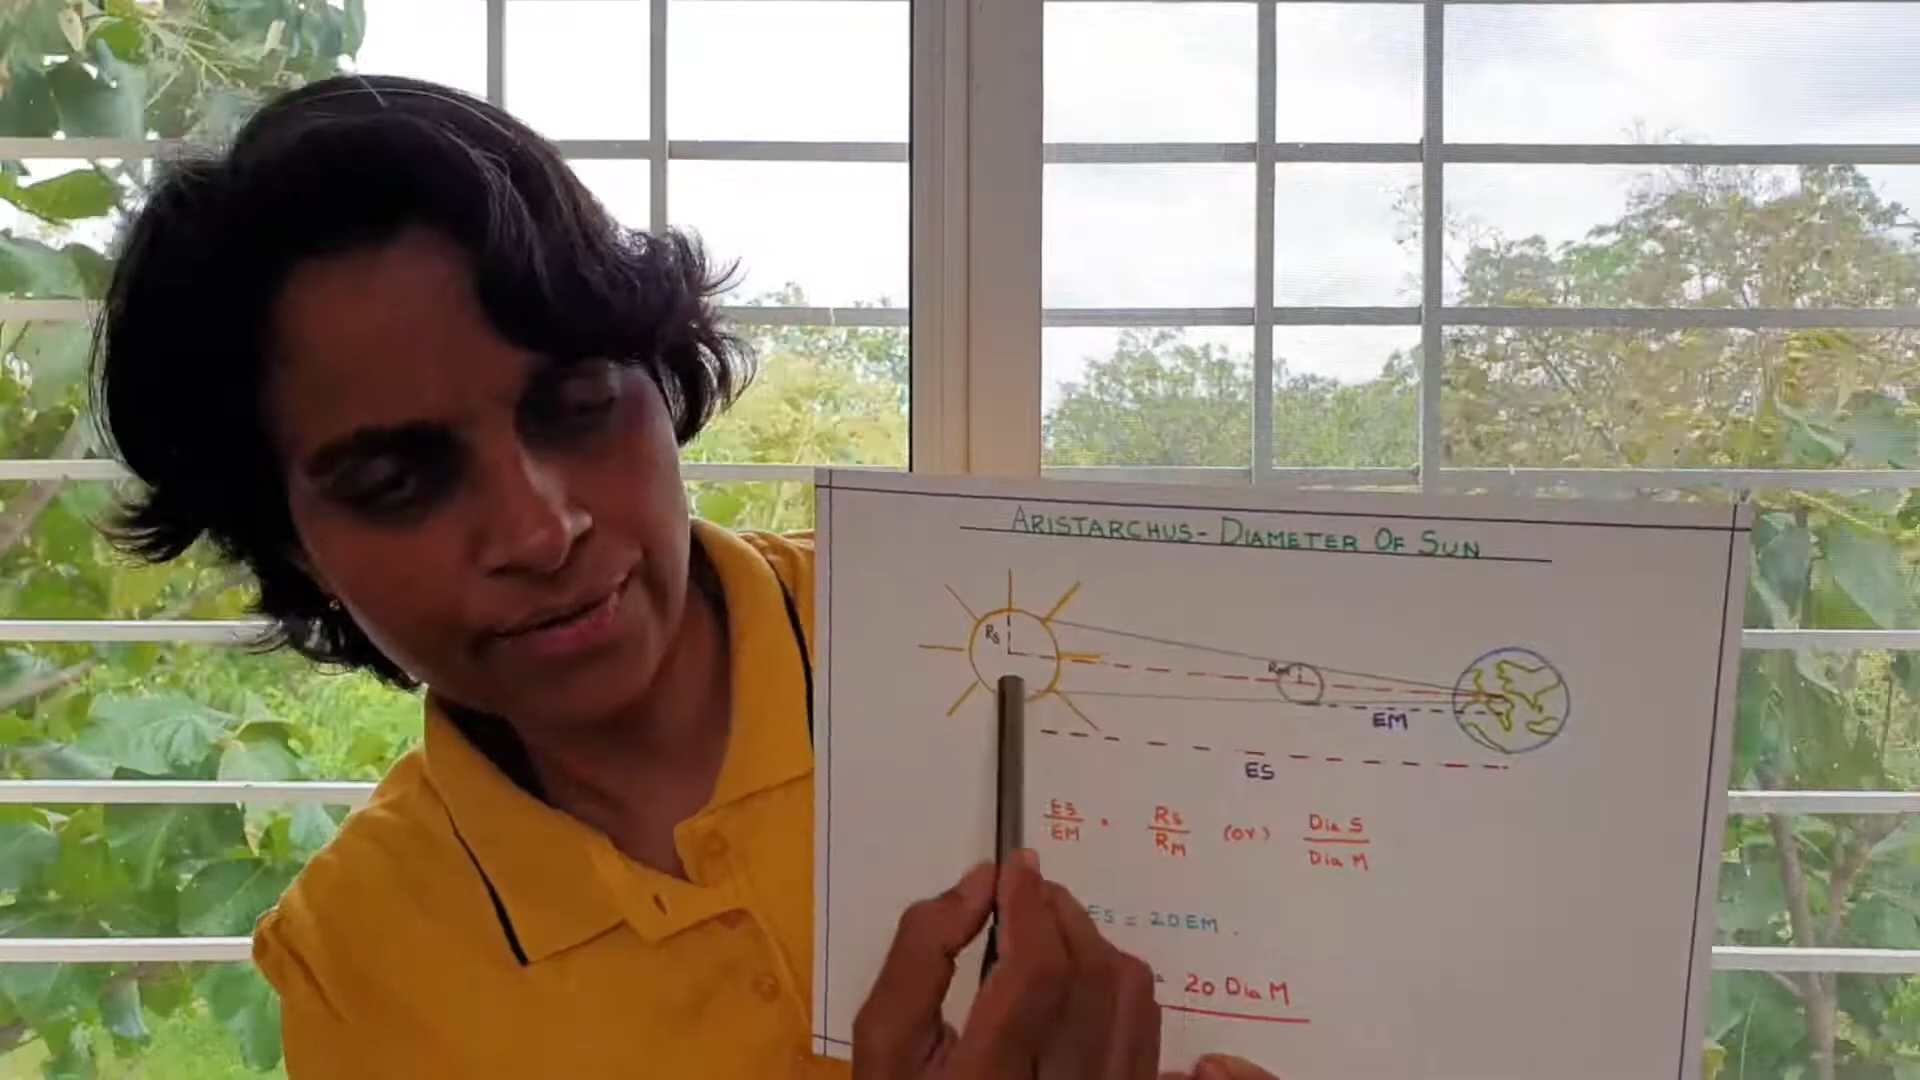 ARISTARCHUS - DIAMETER OF SUN
Rs
RM
EM
ES
ES/EM = Rs/RM (or) Dia S/Dia M
ES = 20 EM.
= 20 Dia M